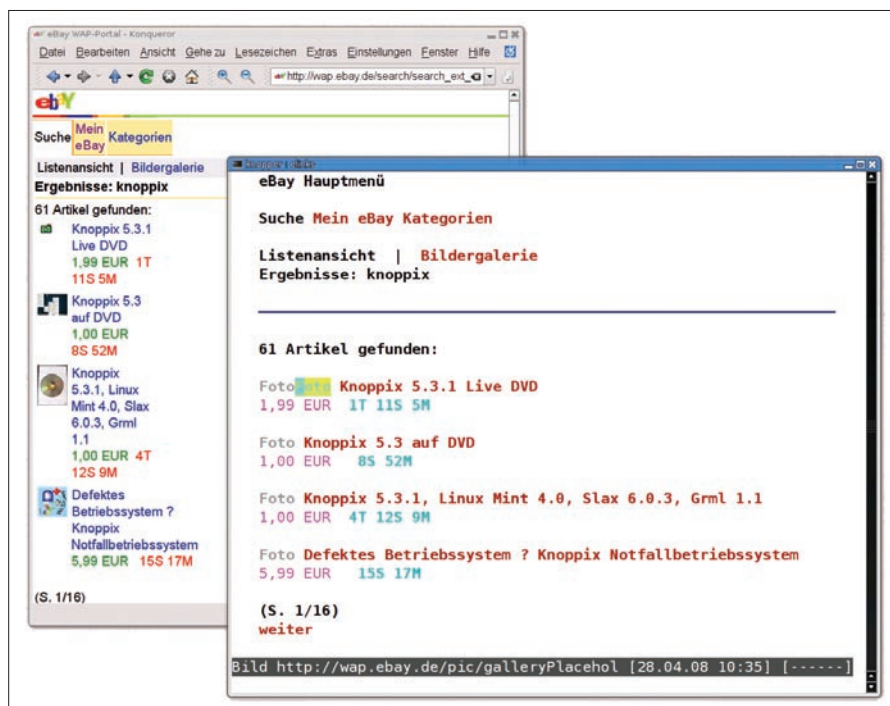 eBay WAP-Portal - Konqueror
Datei Bearbeiten Ansicht Gehe zu Lesezeichen Extras Einstellungen Fenster Hilfe
http://wap.ebay.de/search/search_ext_
ebaY
Suche Mein eBay Kategorien
Listenansicht | Bildergalerie
Ergebnisse: knoppix
61 Artikel gefunden:
Knoppix 5.3.1
Live DVD
1,99 EUR 1T
11S 5M
Knoppix 5.3
auf DVD
1,00 EUR
8S 52M
Knoppix
5.3.1, Linux
Mint 4.0, Slax
6.0.3, Grml
1.1
1,00 EUR 4T
12S 9M
Defektes
Betriebssystem ?
Knoppix
Notfallbetriebssystem
5,99 EUR 15S 17M
(S. 1/16)
eBay Hauptmenü
Suche Mein eBay Kategorien
Listenansicht | Bildergalerie
Ergebnisse: knoppix
61 Artikel gefunden:
FotoFoto Knoppix 5.3.1 Live DVD
1,99 EUR 1T 11S 5M
Foto Knoppix 5.3 auf DVD
1,00 EUR 8S 52M
Foto Knoppix 5.3.1, Linux Mint 4.0, Slax 6.0.3, Grml 1.1
1,00 EUR 4T 12S 9M
Foto Defektes Betriebssystem ? Knoppix Notfallbetriebssystem
5,99 EUR 15S 17M
(S. 1/16)
weiter
Bild http://wap.ebay.de/pic/galleryPlacehol [28.04.08 10:35] [------]